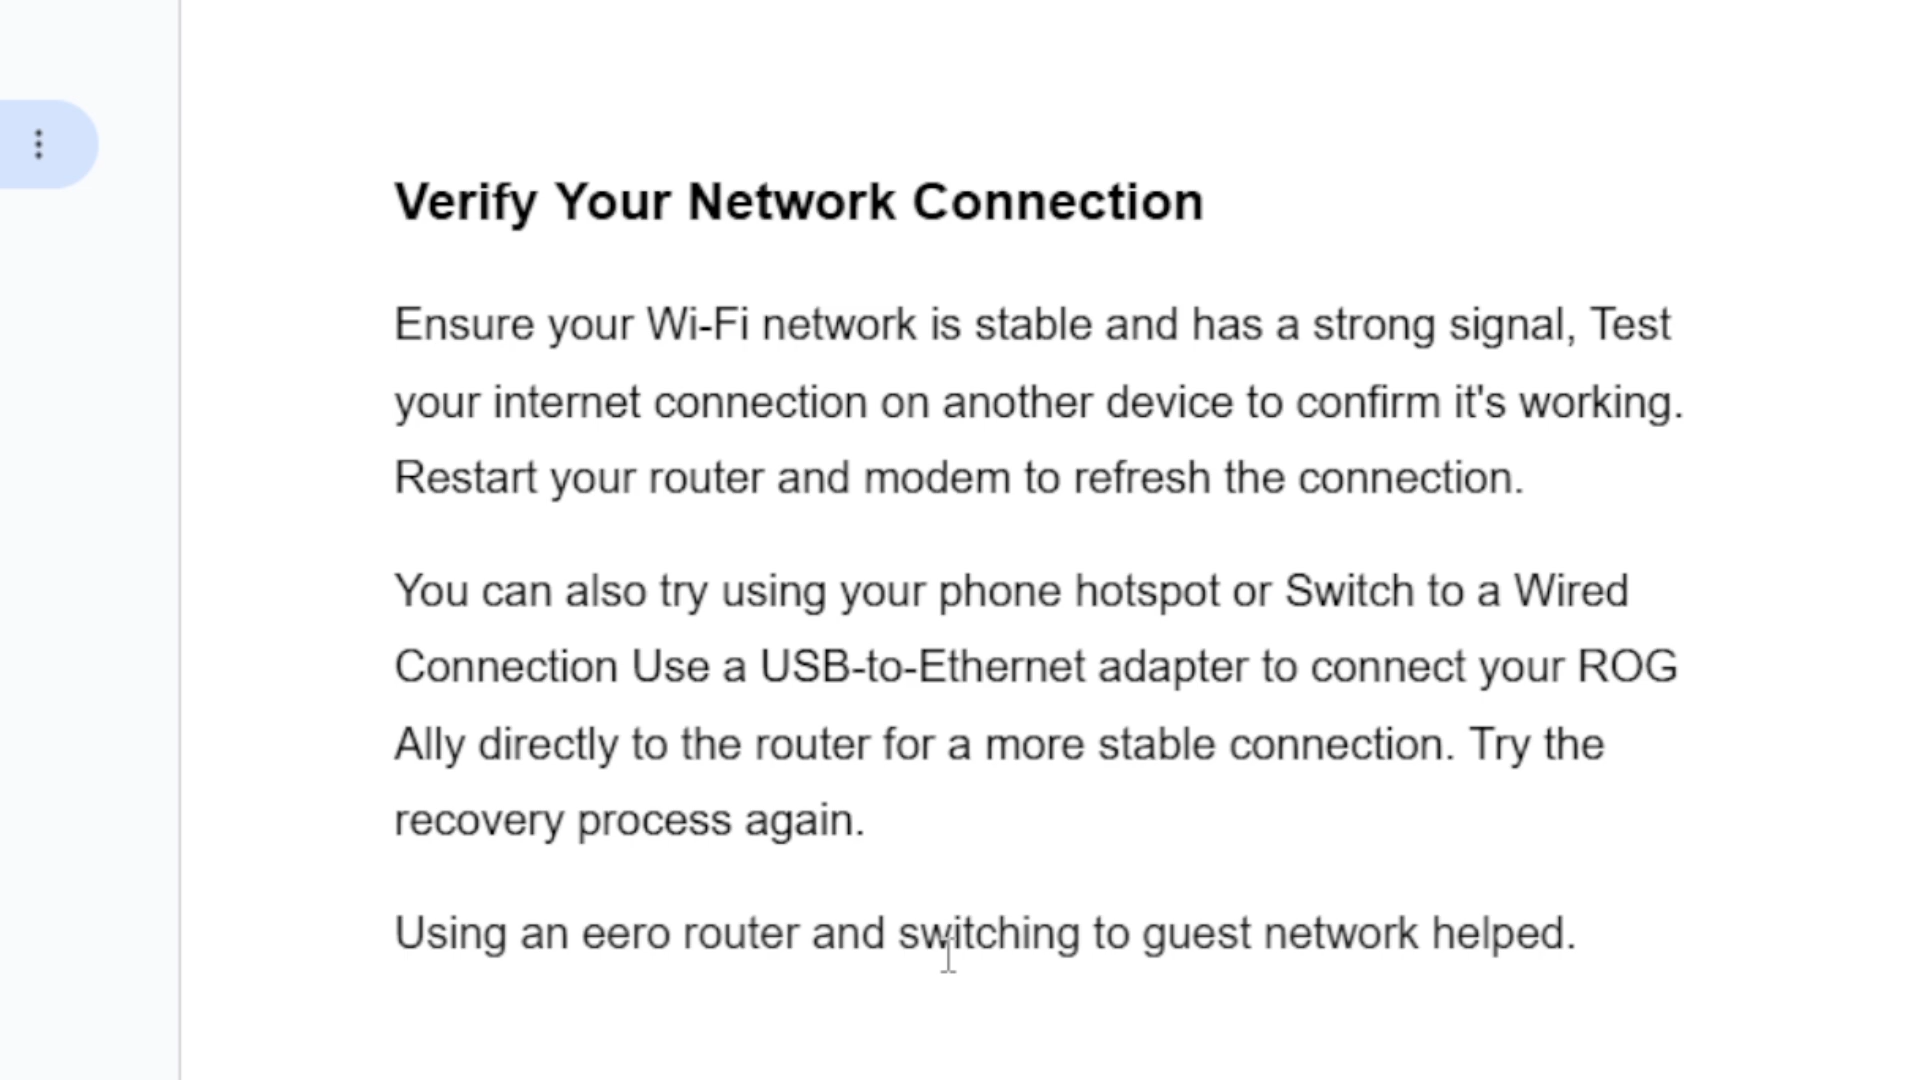 Verify Your Network Connection
Ensure your Wi-Fi network is stable and has a strong signal, Test
your internet connection on another device to confirm it's working.
Restart your router and modem to refresh the connection.
You can also try using your phone hotspot or Switch to a Wired
Connection Use a USB-to-Ethernet adapter to connect your ROG
Ally directly to the router for a more stable connection. Try the
recovery process again.
Using an eero router and switching to guest network helped.